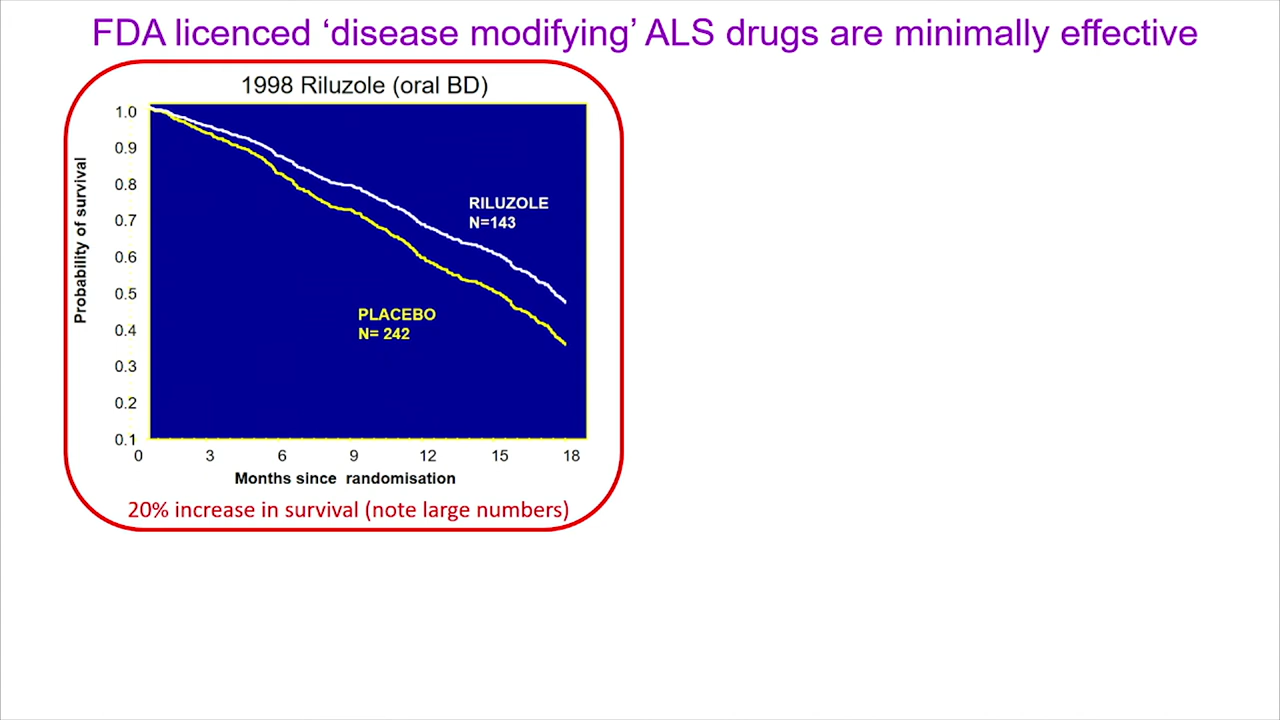 FDA licenced ‘disease modifying’ ALS drugs are minimally effective
1998 Riluzole (oral BD)
Probability of survival
1.0
0.9
0.8
0.7
0.6
0.5
0.4
0.3
0.2
0.1
RILUZOLE
N=143
PLACEBO
N= 242
0 3 6 9 12 15 18
Months since randomisation
20% increase in survival (note large numbers)